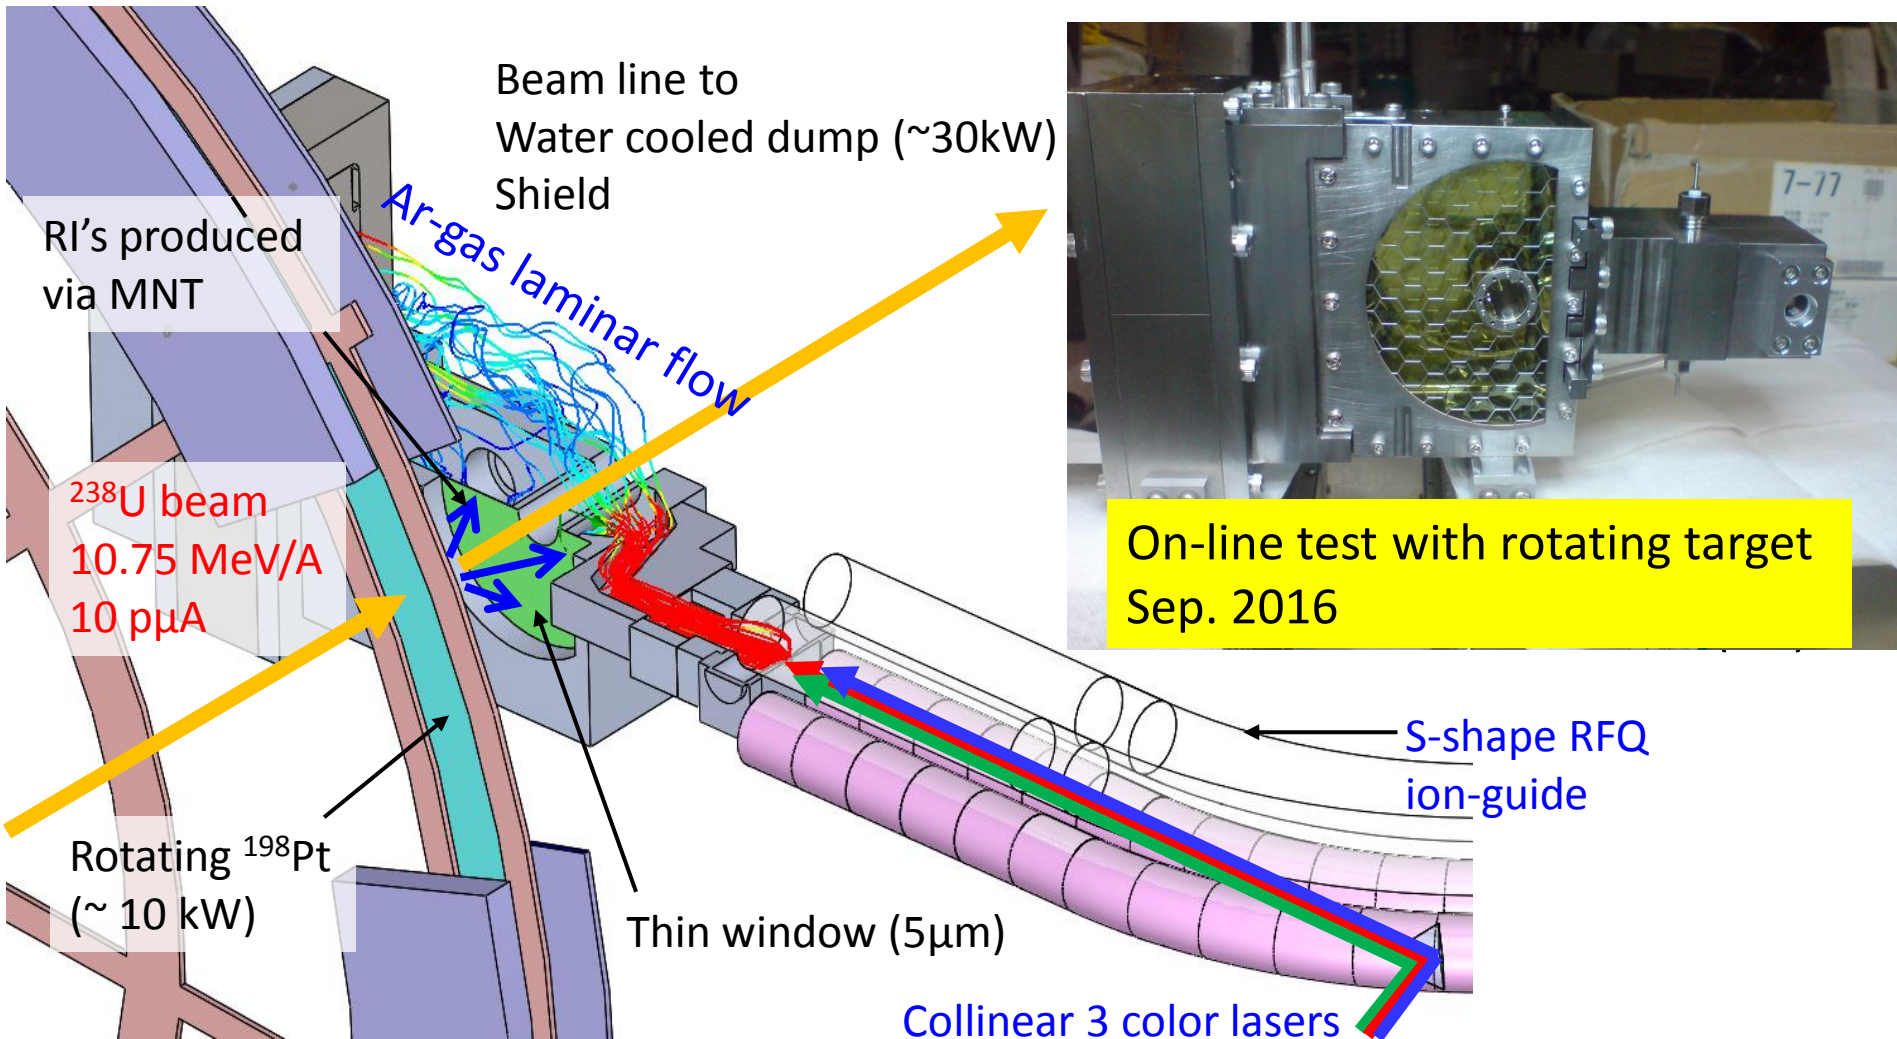 Beam line to
Water cooled dump (~30kW)
Shield
7-77
RI's produced
via MNT
Ar-gas laminar flow
²³⁸U beam
10.75 MeV/A
10 pµA
On-line test with rotating target
Sep. 2016
S-shape RFQ
ion-guide
Rotating ¹⁹⁸Pt
(~ 10 kW)
Thin window (5µm)
Collinear 3 color lasers